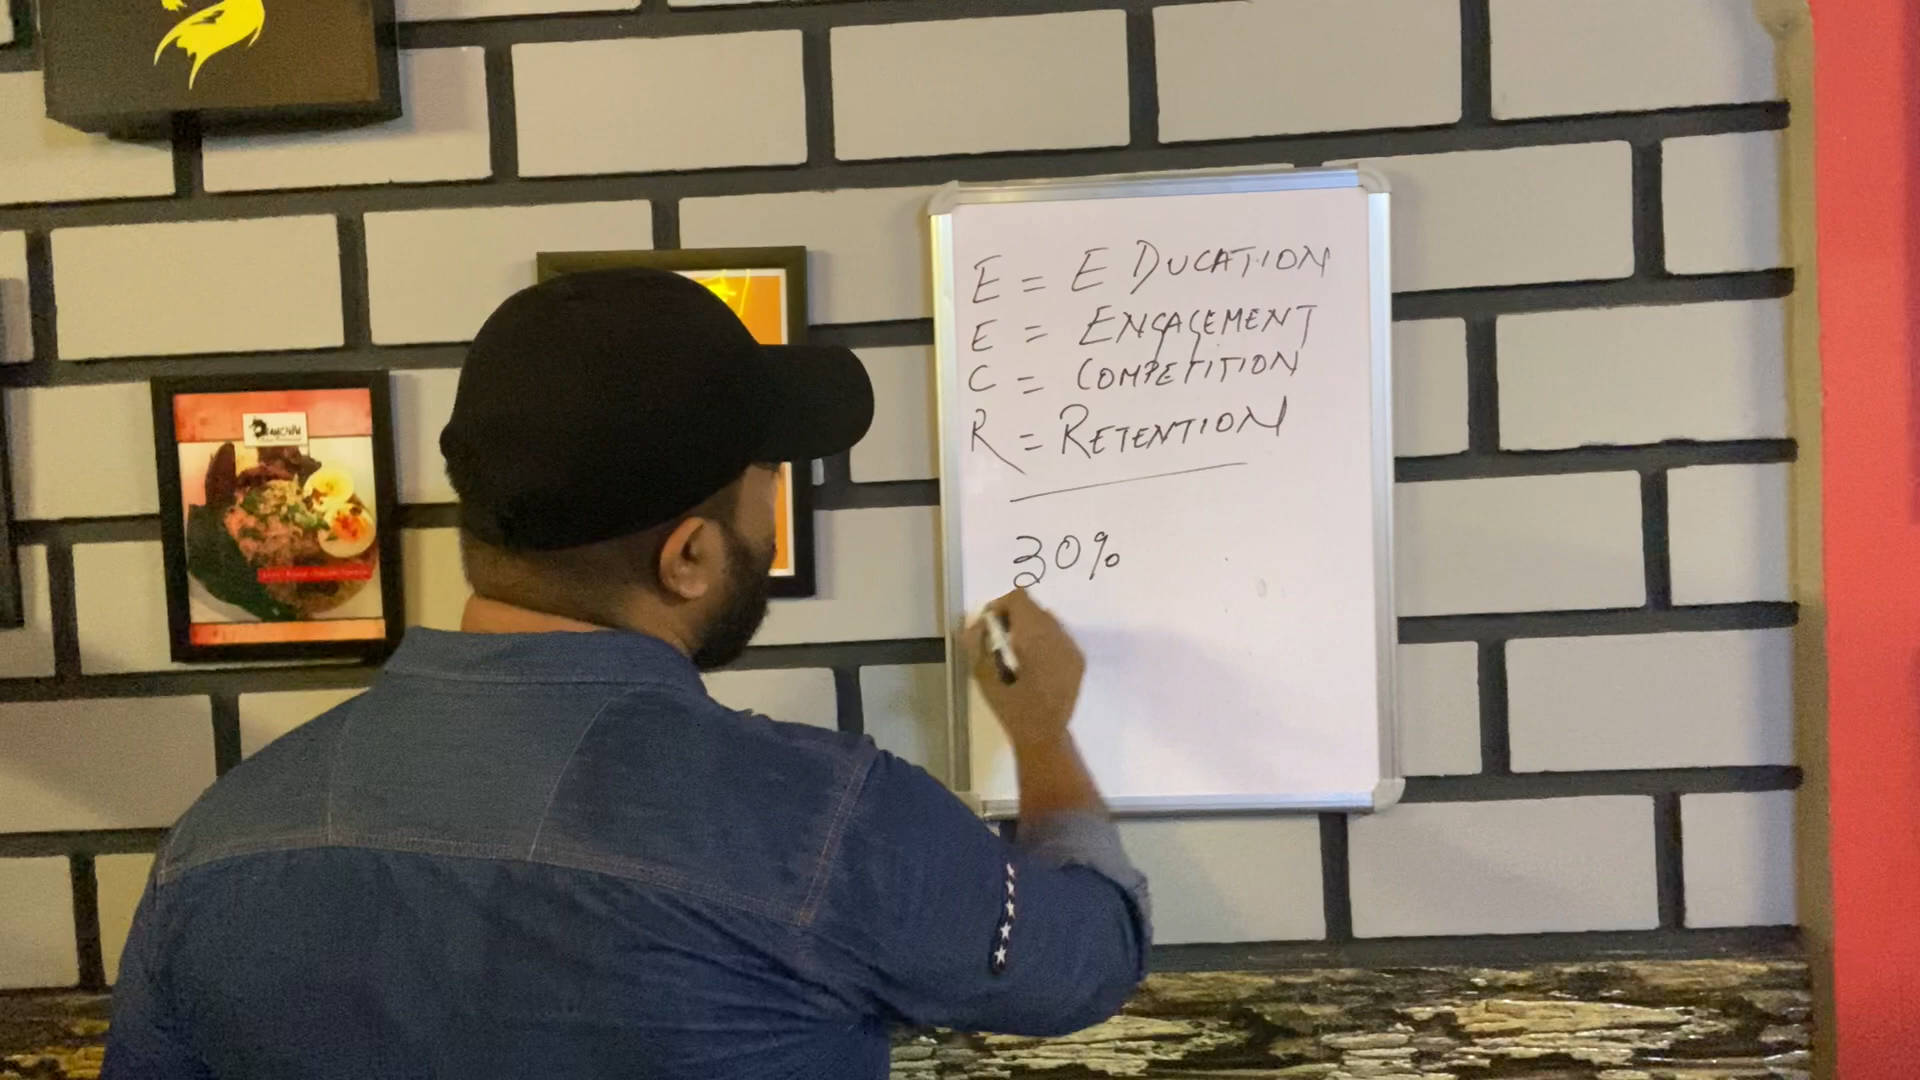 E = EDUCATION
E = ENGAGEMENT
C = COMPETITION
R = RETENTION
30%